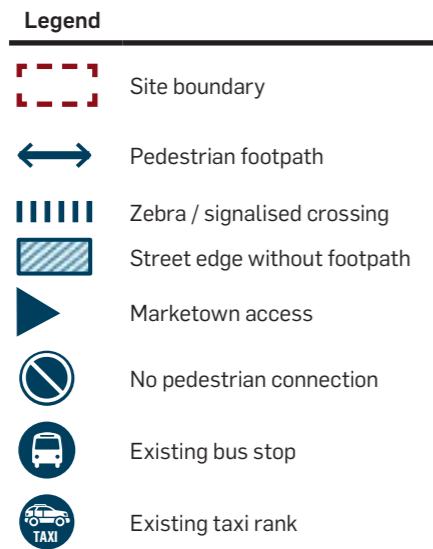 Legend
Site boundary
Pedestrian footpath
Zebra / signalised crossing
Street edge without footpath
Marketown access
No pedestrian connection
Existing bus stop
TAXI
Existing taxi rank